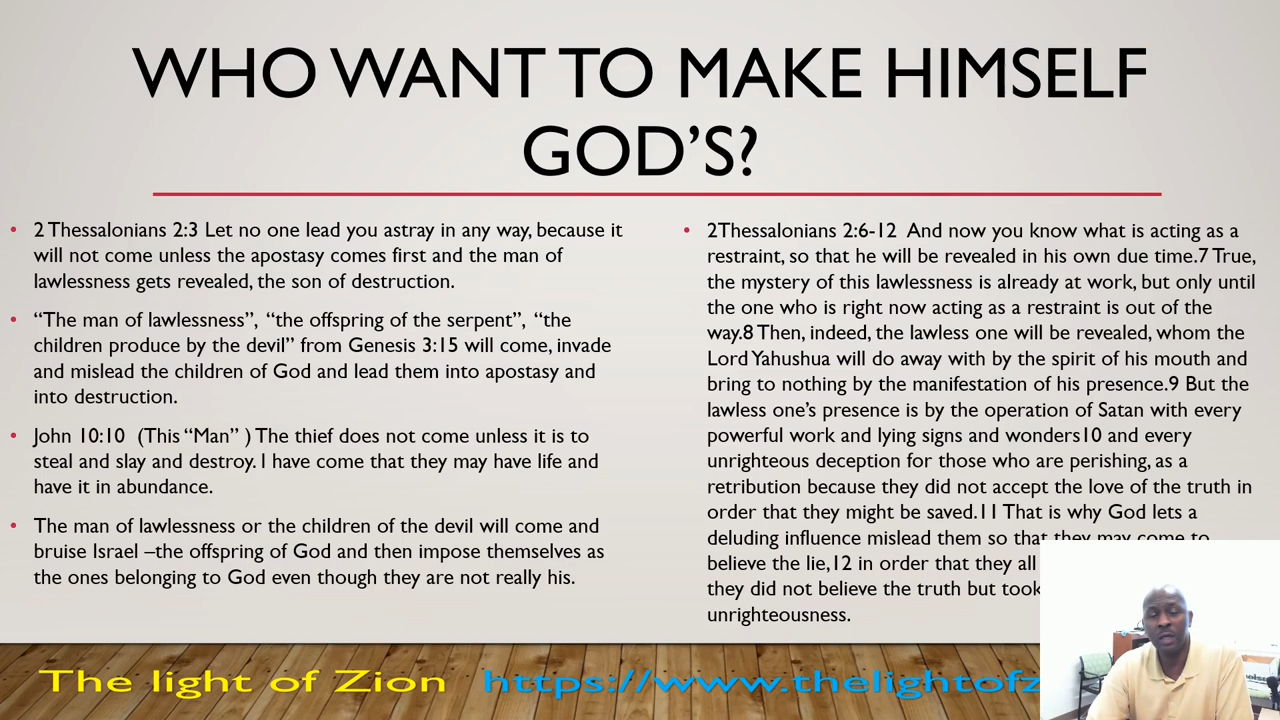 WHO WANT TO MAKE HIMSELF
GOD'S?
• 2 Thessalonians 2:3 Let no one lead you astray in any way, because it
will not come unless the apostasy comes first and the man of
lawlessness gets revealed, the son of destruction.
• “The man of lawlessness”, “the offspring of the serpent”, “the
children produce by the devil” from Genesis 3:15 will come, invade
and mislead the children of God and lead them into apostasy and
into destruction.
• John 10:10 (This “Man” ) The thief does not come unless it is to
steal and slay and destroy. I have come that they may have life and
have it in abundance.
• The man of lawlessness or the children of the devil will come and
bruise Israel –the offspring of God and then impose themselves as
the ones belonging to God even though they are not really his.
• 2Thessalonians 2:6-12 And now you know what is acting as a
restraint, so that he will be revealed in his own due time.7 True,
the mystery of this lawlessness is already at work, but only until
the one who is right now acting as a restraint is out of the
way.8 Then, indeed, the lawless one will be revealed, whom the
Lord Yahushua will do away with by the spirit of his mouth and
bring to nothing by the manifestation of his presence.9 But the
lawless one's presence is by the operation of Satan with every
powerful work and lying signs and wonders10 and every
unrighteous deception for those who are perishing, as a
retribution because they did not accept the love of the truth in
order that they might be saved.11 That is why God lets a
deluding influence mislead them so that they may come to
believe the lie,12 in order that they all
they did not believe the truth but took
unrighteousness.
The light of Zion https://www.thelightofz